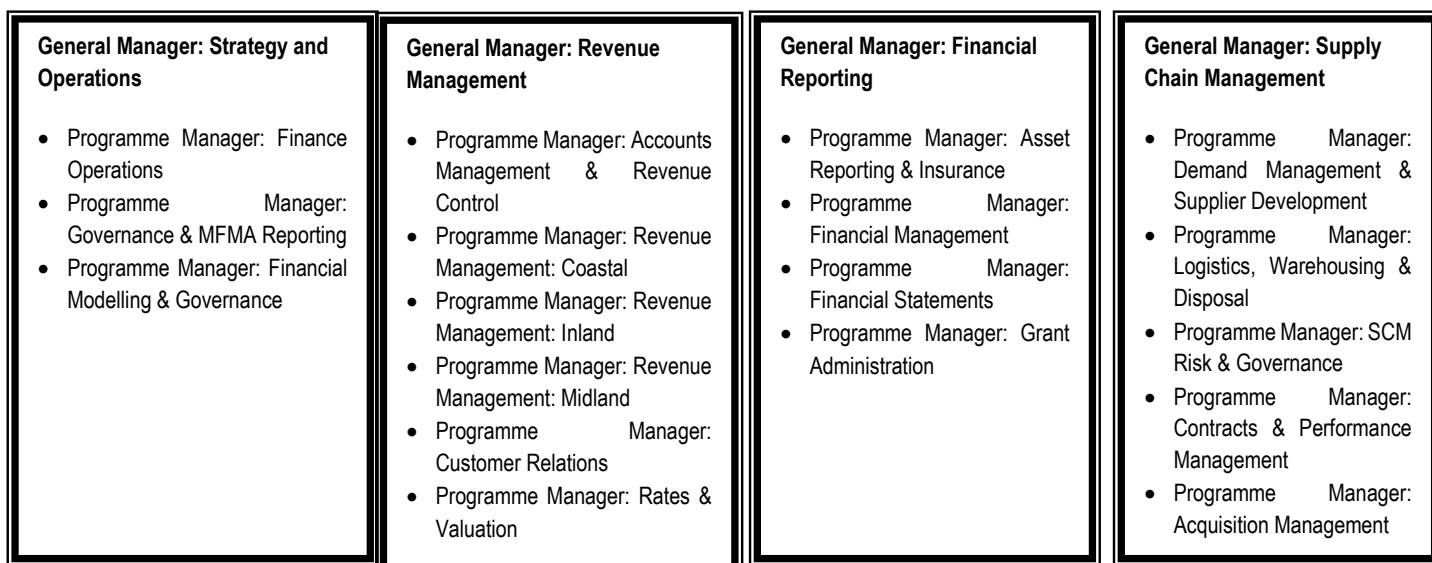 General Manager: Strategy and
Operations
• Programme Manager: Finance
Operations
• Programme Manager:
Governance & MFMA Reporting
• Programme Manager: Financial
Modelling & Governance
General Manager: Revenue
Management
• Programme Manager: Accounts
Management & Revenue
Control
• Programme Manager: Revenue
Management: Coastal
• Programme Manager: Revenue
Management: Inland
• Programme Manager: Revenue
Management: Midland
• Programme Manager:
Customer Relations
• Programme Manager: Rates &
Valuation
General Manager: Financial
Reporting
• Programme Manager: Asset
Reporting & Insurance
• Programme Manager:
Financial Management
• Programme Manager:
Financial Statements
• Programme Manager: Grant
Administration
General Manager: Supply
Chain Management
• Programme Manager:
Demand Management &
Supplier Development
• Programme Manager:
Logistics, Warehousing &
Disposal
• Programme Manager: SCM
Risk & Governance
• Programme Manager:
Contracts & Performance
Management
• Programme Manager:
Acquisition Management